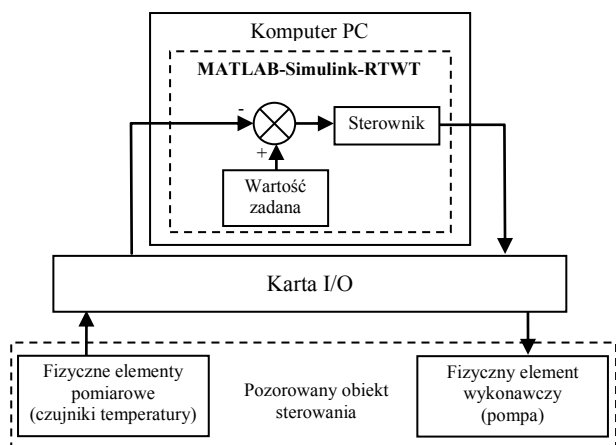 Komputer PC
MATLAB-Simulink-RTWT
-
Sterownik
+
Wartość
zadana
Karta I/O
Fizyczne elementy
pomiarowe
(czujniki temperatury)
Pozorowany obiekt
sterowania
Fizyczny element
wykonawczy
(pompa)